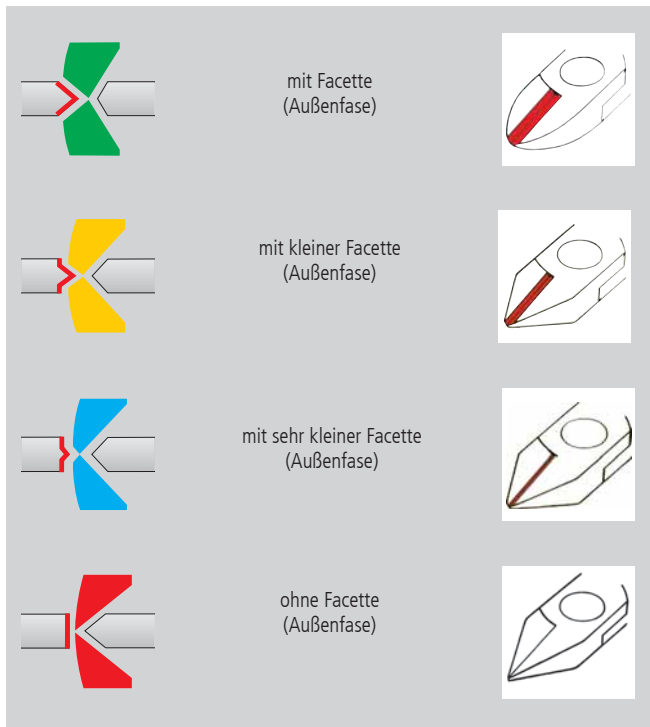 mit Facette
(Außenfase)
mit kleiner Facette
(Außenfase)
mit sehr kleiner Facette
(Außenfase)
ohne Facette
(Außenfase)